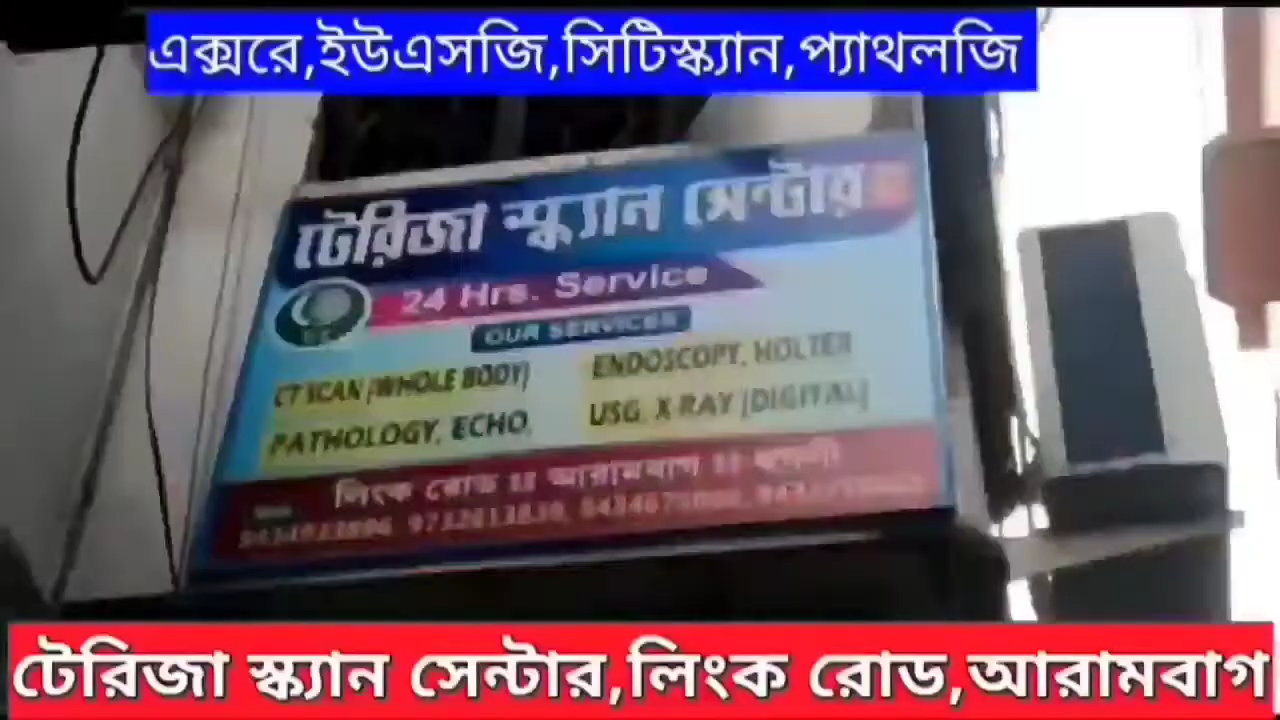 এক্সরে,ইউএসজি,সিটিস্ক্যান,প্যাথলজি
টেরিজা স্ক্যান সেন্টার
24 Hrs. Service
OUR SERVICES
CT SCAN (WHOLE BODY)
ENDOSCOPY, HOLTER
PATHOLOGY, ECHO,
USG, X-RAY (DIGITAL)
লিংক রোড :: আরামবাগ :: হুগলী
টেরিজা স্ক্যান সেন্টার,লিংক রোড,আরামবাগ